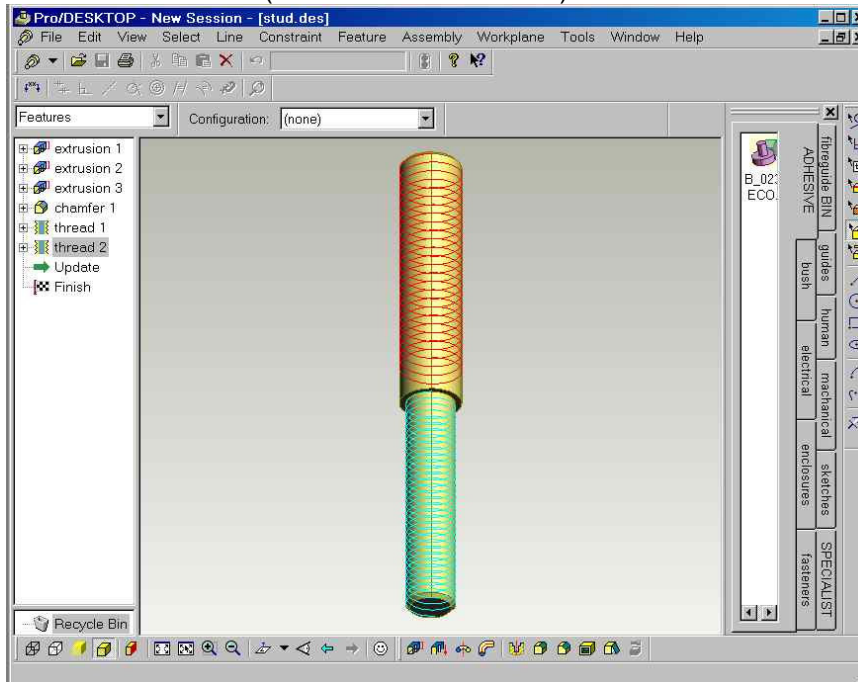 Pro/DESKTOP - New Session - [stud.des]
File Edit View Select Line Constraint Feature Assembly Workplane Tools Window Help
Features
Configuration: (none)
extrusion 1
extrusion 2
extrusion 3
chamfer 1
thread 1
thread 2
Update
Finish
Recycle Bin
B_023
ECO.
ADHESIVE
bush
electrical
enclosures
fasteners
fibreguide BIN
guides
human
machanical
sketches
SPECIALIST